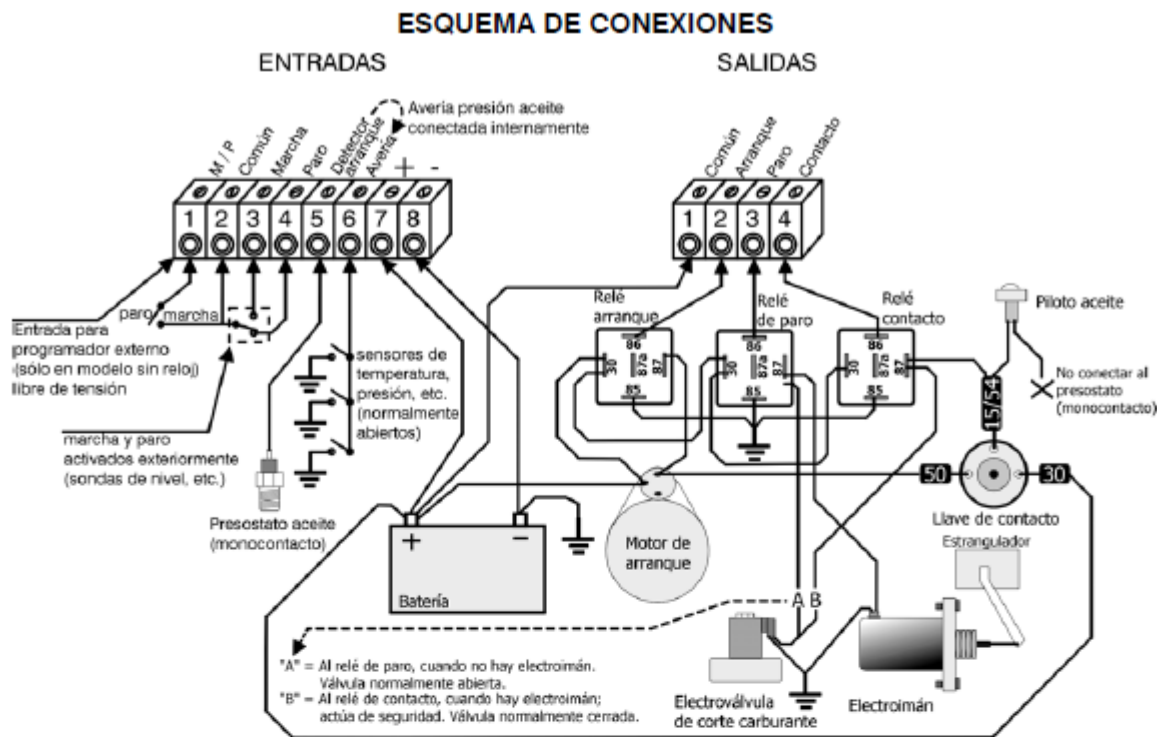 ESQUEMA DE CONEXIONES
ENTRADAS
SALIDAS
M / P
Común
Marcha
Paro
Detector
arranque
Avería
+
-
Avería presión aceite
conectada internamente
1
2
3
4
5
6
7
8
Común
Arranque
Paro
Contacto
1
2
3
4
paro
marcha
Entrada para
programador externo
(sólo en modelo sin reloj)
libre de tensión
marcha y paro
activados exteriormente
(sondas de nivel, etc.)
Presostato aceite
(monocontacto)
sensores de
temperatura,
presión, etc.
(normalmente
abiertos)
Relé
arranque
86
30
87a
87
85
Relé
de paro
86
30
87a
87
85
Relé
contacto
86
30
87a
87
85
Piloto aceite
No conectar al
presostato
(monocontacto)
15/54
50
30
Llave de contacto
Estrangulador
+
-
Batería
Motor de
arranque
A B
"A" = Al relé de paro, cuando no hay electroimán.
Válvula normalmente abierta.
"B" = Al relé de contacto, cuando hay electroimán;
actúa de seguridad. Válvula normalmente cerrada.
Electroválvula
de corte carburante
Electroimán